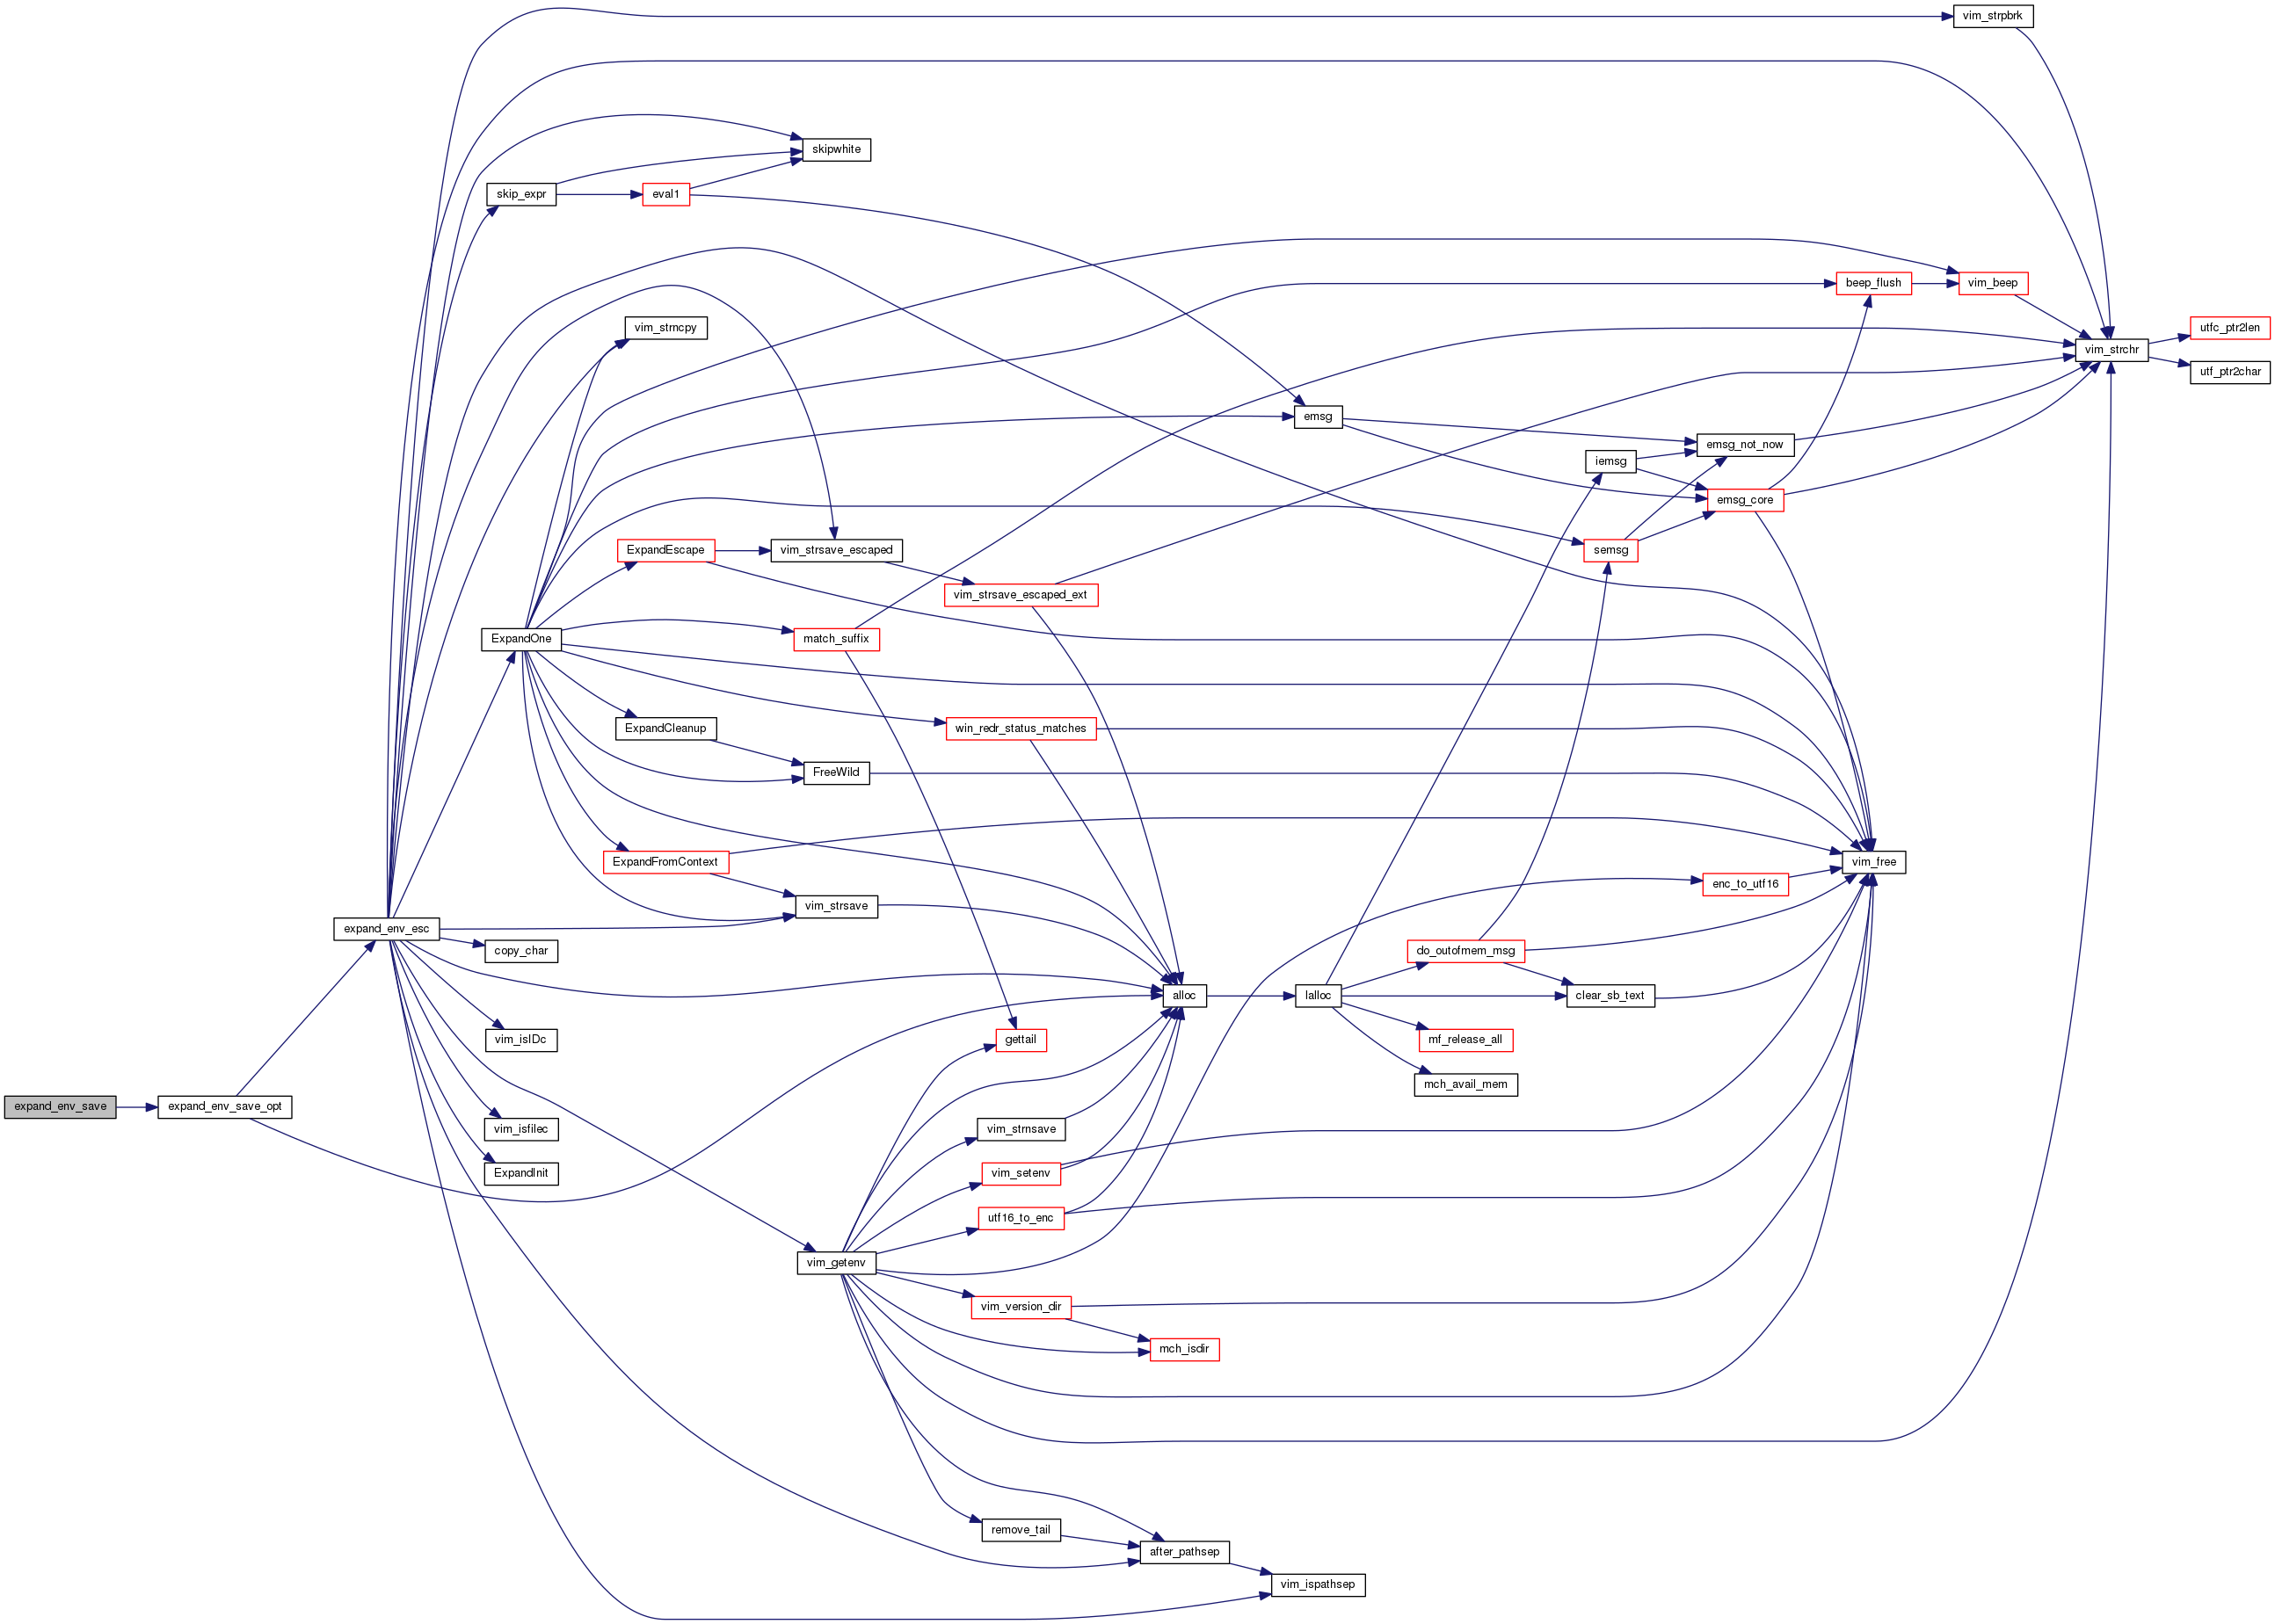 vim_strpbrk
skipwhite
skip_expr
eval1
beep_flush
vim_beep
vim_strncpy
utfc_ptr2len
vim_strchr
utf_ptr2char
emsg
emsg_not_now
iemsg
emsg_core
ExpandEscape
vim_strsave_escaped
semsg
vim_strsave_escaped_ext
ExpandOne
match_suffix
ExpandCleanup
win_redr_status_matches
FreeWild
ExpandFromContext
vim_free
enc_to_utf16
vim_strsave
expand_env_esc
copy_char
do_outofmem_msg
alloc
lalloc
clear_sb_text
vim_isIDc
gettail
mf_release_all
mch_avail_mem
expand_env_save
expand_env_save_opt
vim_isfilec
vim_strnsave
ExpandInit
vim_setenv
utf16_to_enc
vim_getenv
vim_version_dir
mch_isdir
remove_tail
after_pathsep
vim_ispathsep